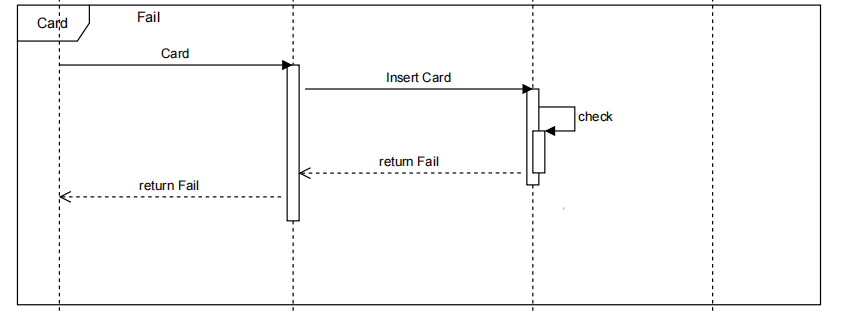 Card
Fail
Card
Insert Card
check
return Fail
return Fail